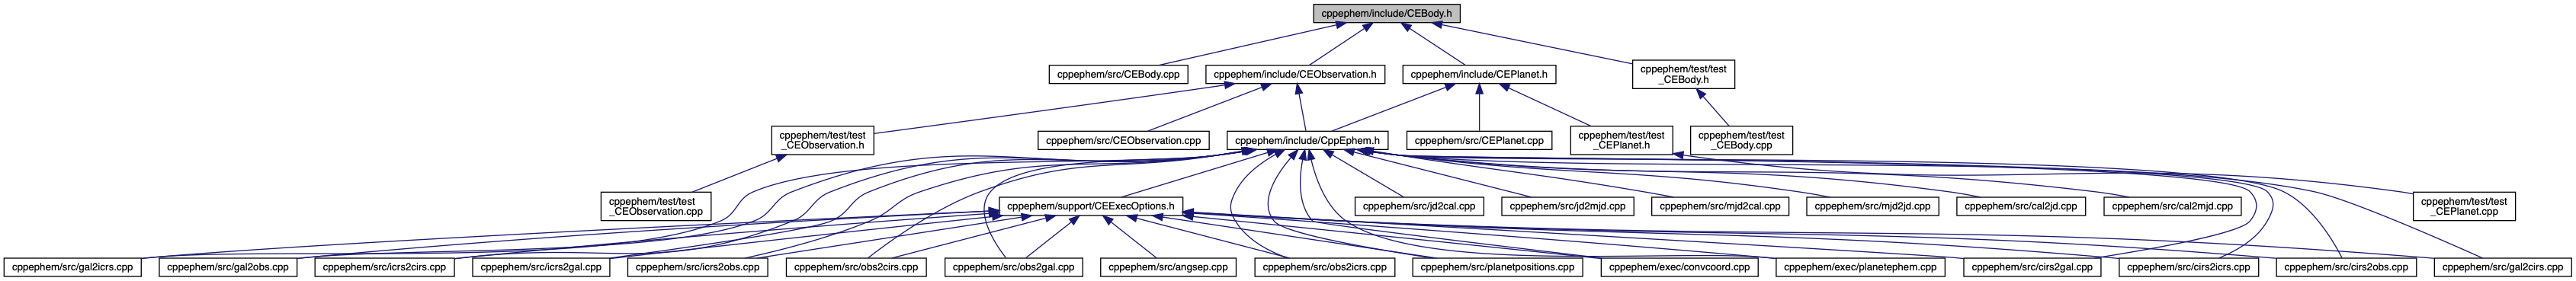 cppephem/include/CEBody.h
cppephem/src/CEBody.cpp
cppephem/include/CEObservation.h
cppephem/include/CEPlanet.h
cppephem/test/test
_CEBody.h
cppephem/test/test
_CEObservation.h
cppephem/src/CEObservation.cpp
cppephem/include/CppEphem.h
cppephem/src/CEPlanet.cpp
cppephem/test/test
_CEPlanet.h
cppephem/test/test
_CEBody.cpp
cppephem/test/test
_CEObservation.cpp
cppephem/support/CEExecOptions.h
cppephem/src/jd2cal.cpp
cppephem/src/jd2mjd.cpp
cppephem/src/mjd2cal.cpp
cppephem/src/mjd2jd.cpp
cppephem/src/cal2jd.cpp
cppephem/src/cal2mjd.cpp
cppephem/test/test
_CEPlanet.cpp
cppephem/src/gal2icrs.cpp
cppephem/src/gal2obs.cpp
cppephem/src/icrs2cirs.cpp
cppephem/src/icrs2gal.cpp
cppephem/src/icrs2obs.cpp
cppephem/src/obs2cirs.cpp
cppephem/src/obs2gal.cpp
cppephem/src/angsep.cpp
cppephem/src/obs2icrs.cpp
cppephem/src/planetpositions.cpp
cppephem/exec/convcoord.cpp
cppephem/exec/planetephem.cpp
cppephem/src/cirs2gal.cpp
cppephem/src/cirs2icrs.cpp
cppephem/src/cirs2obs.cpp
cppephem/src/gal2cirs.cpp